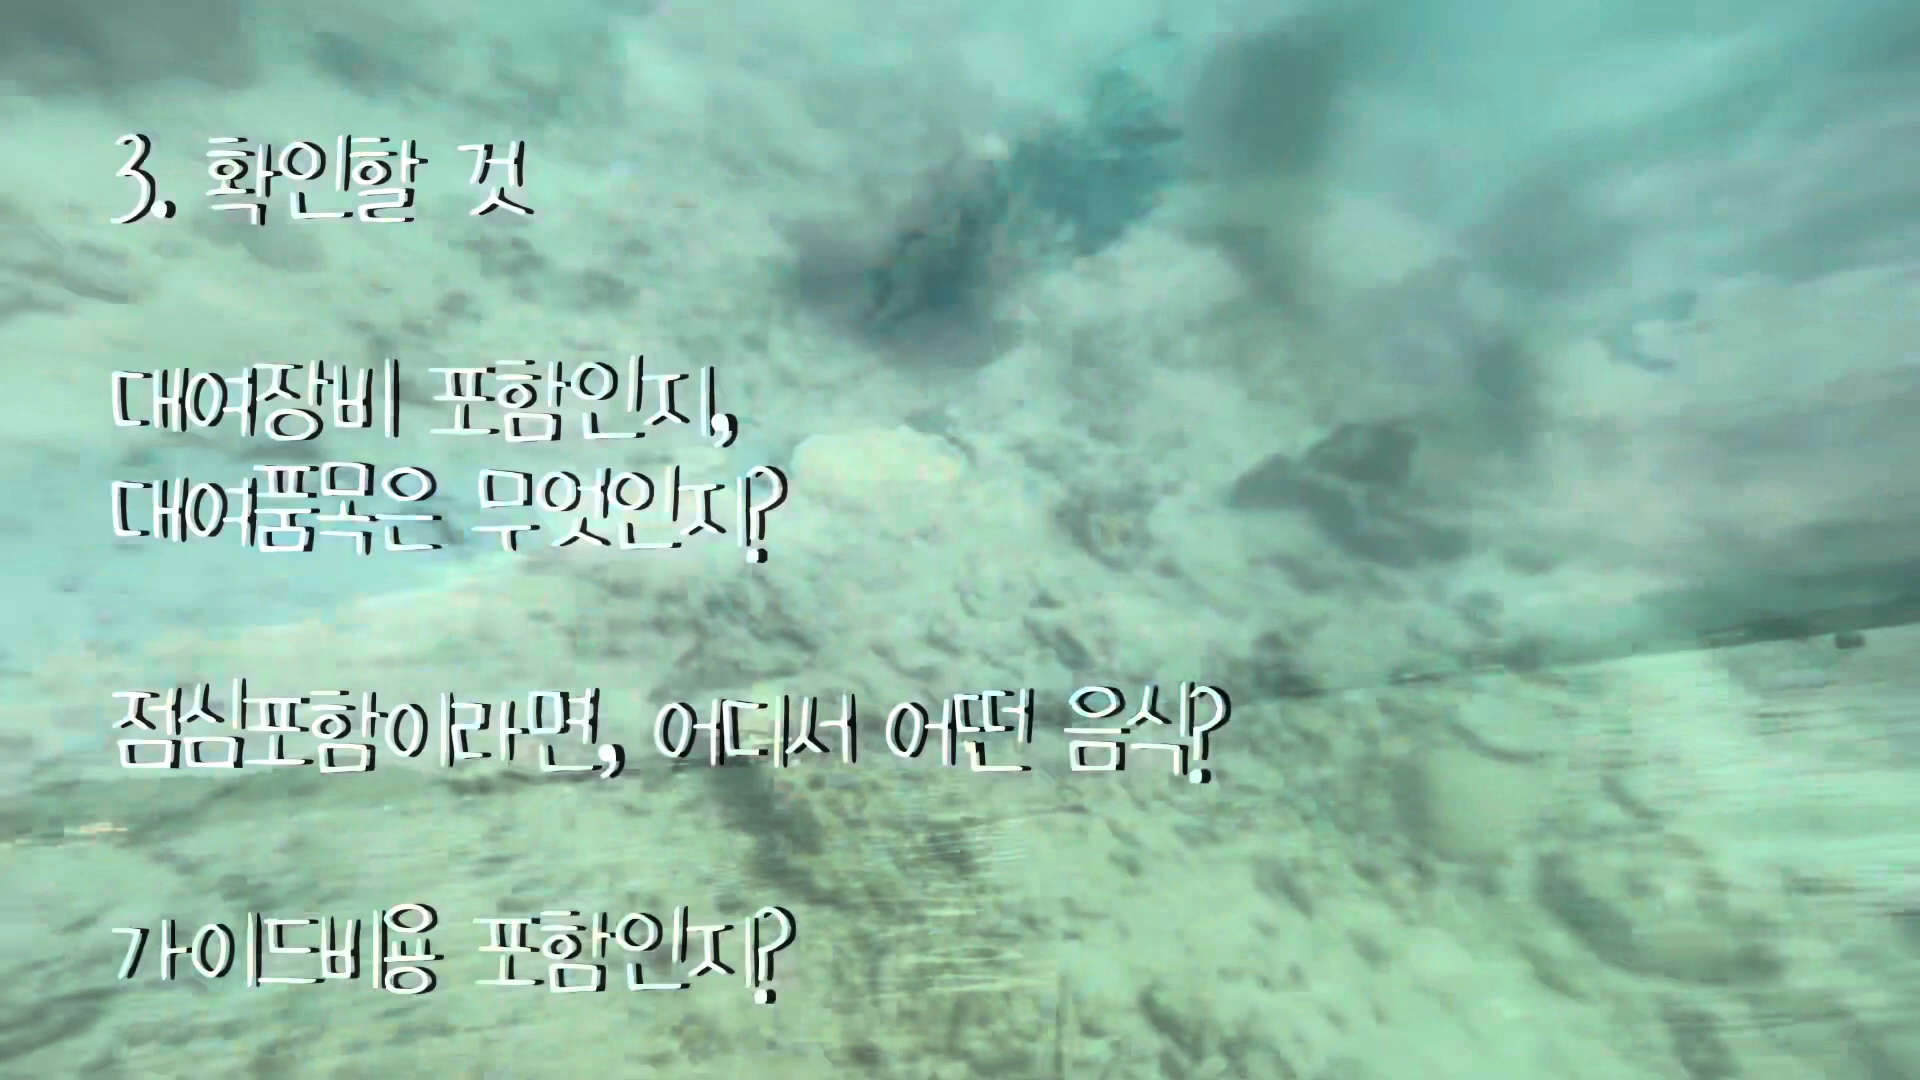 3. 확인할 것
대여장비 포함인지,
대여품목은 무엇인지?
점심포함이라면, 어디서 어떤 음식?
가이드비용 포함인지?